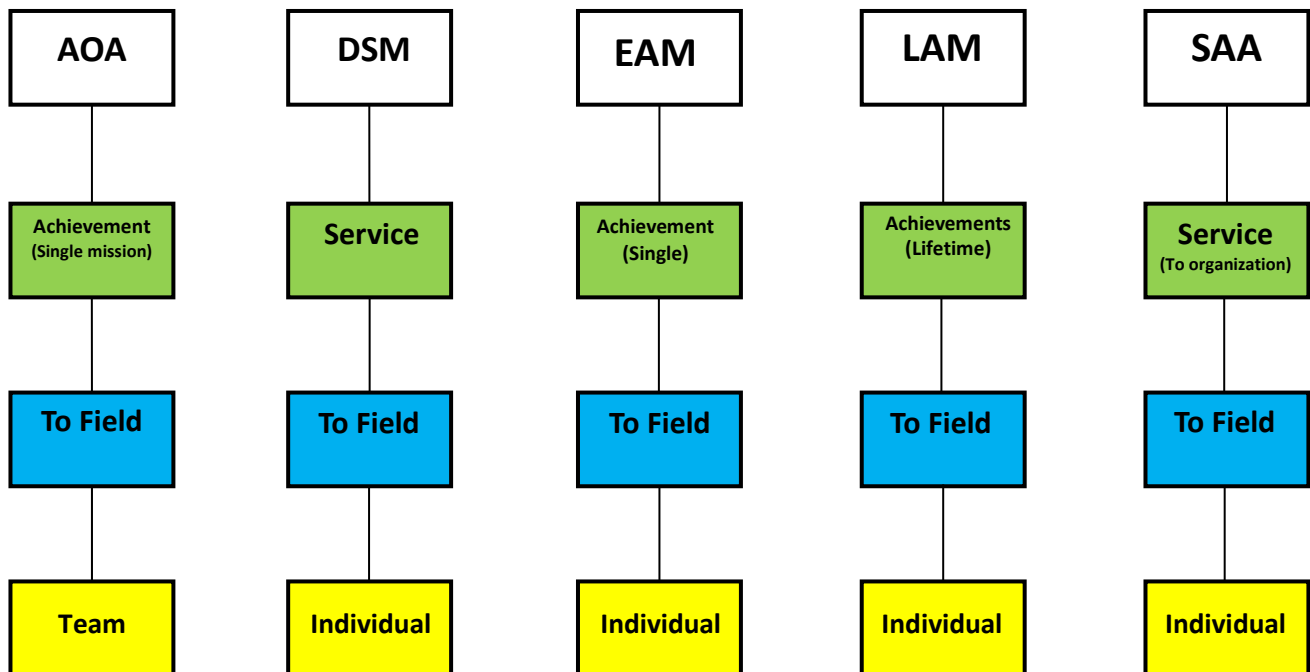 AOA
DSM
EAM
LAM
SAA
Achievement
(Single mission)
Service
Achievement
(Single)
Achievements
(Lifetime)
Service
(To organization)
To Field
To Field
To Field
To Field
To Field
Team
Individual
Individual
Individual
Individual